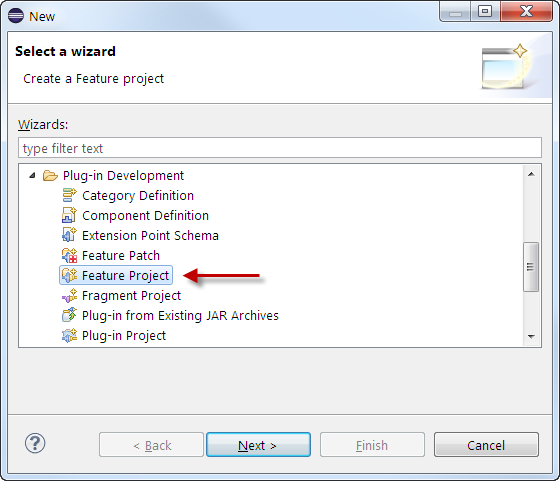 New
Select a wizard
Create a Feature project
Wizards:
type filter text
Plug-in Development
Category Definition
Component Definition
Extension Point Schema
Feature Patch
Feature Project
Fragment Project
Plug-in from Existing JAR Archives
Plug-in Project
? < Back Next > Finish Cancel